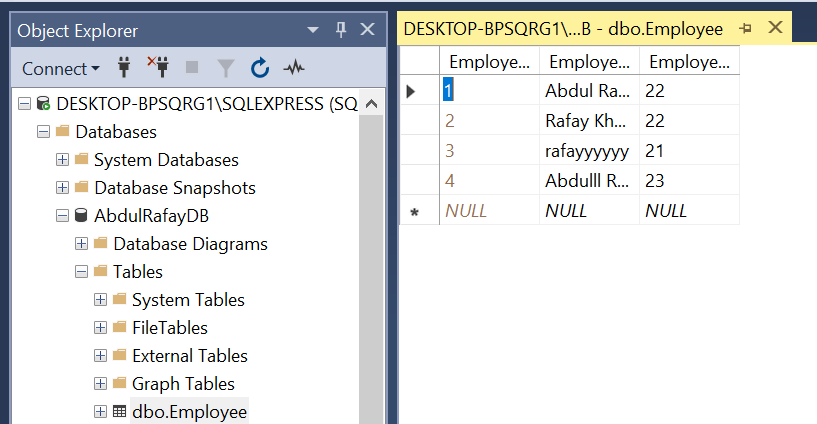 Object Explorer
Connect
DESKTOP-BPSQRG1\SQLEXPRESS (SQ
Databases
System Databases
Database Snapshots
AbdulRafayDB
Database Diagrams
Tables
System Tables
FileTables
External Tables
Graph Tables
dbo.Employee
DESKTOP-BPSQRG1\...B - dbo.Employee
Employe... Employe... Employe...
1 Abdul Ra... 22
2 Rafay Kh... 22
3 rafayyyyyy 21
4 Abdulll R... 23
NULL NULL NULL